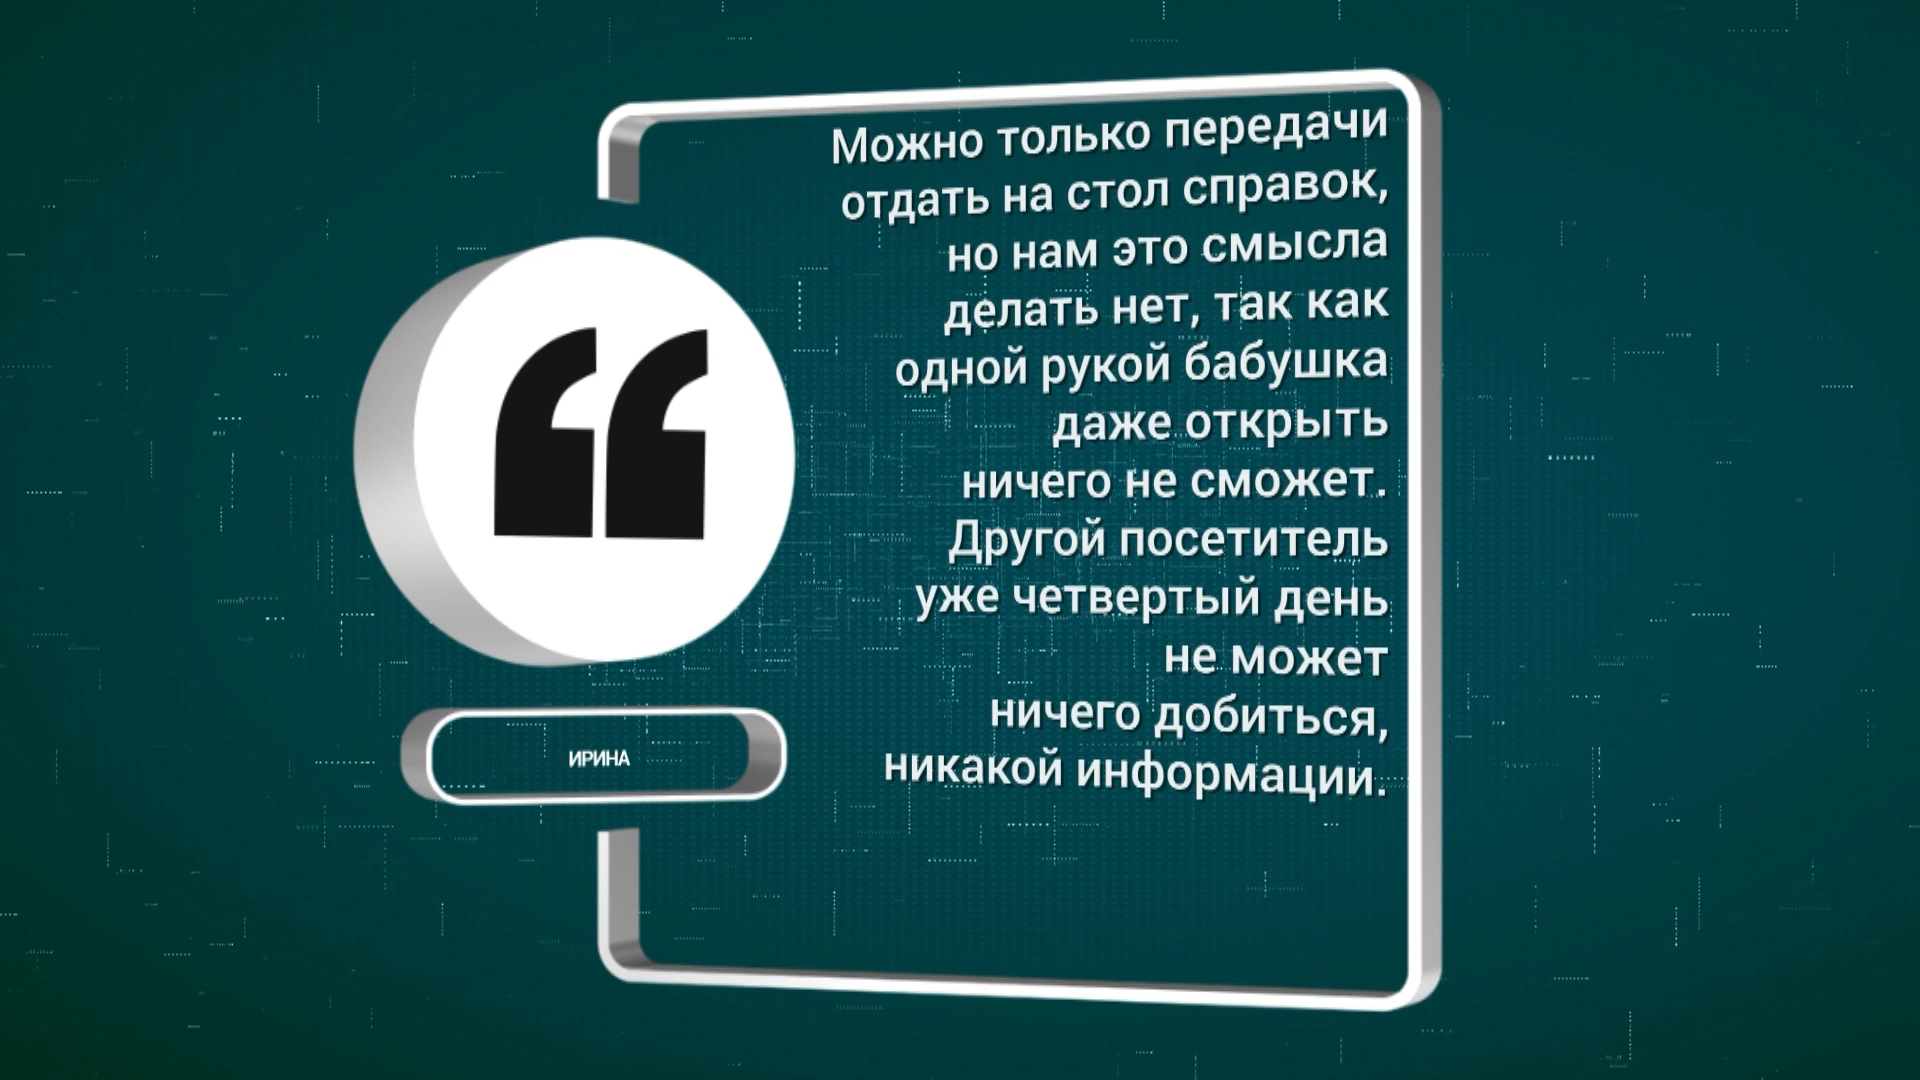 Можно только передачи
отдать на стол справок,
но нам это смысла
делать нет, так как
одной рукой бабушка
даже открыть
ничего не сможет.
Другой посетитель
уже четвертый день
не может
ничего добиться,
никакой информации.
ИРИНА